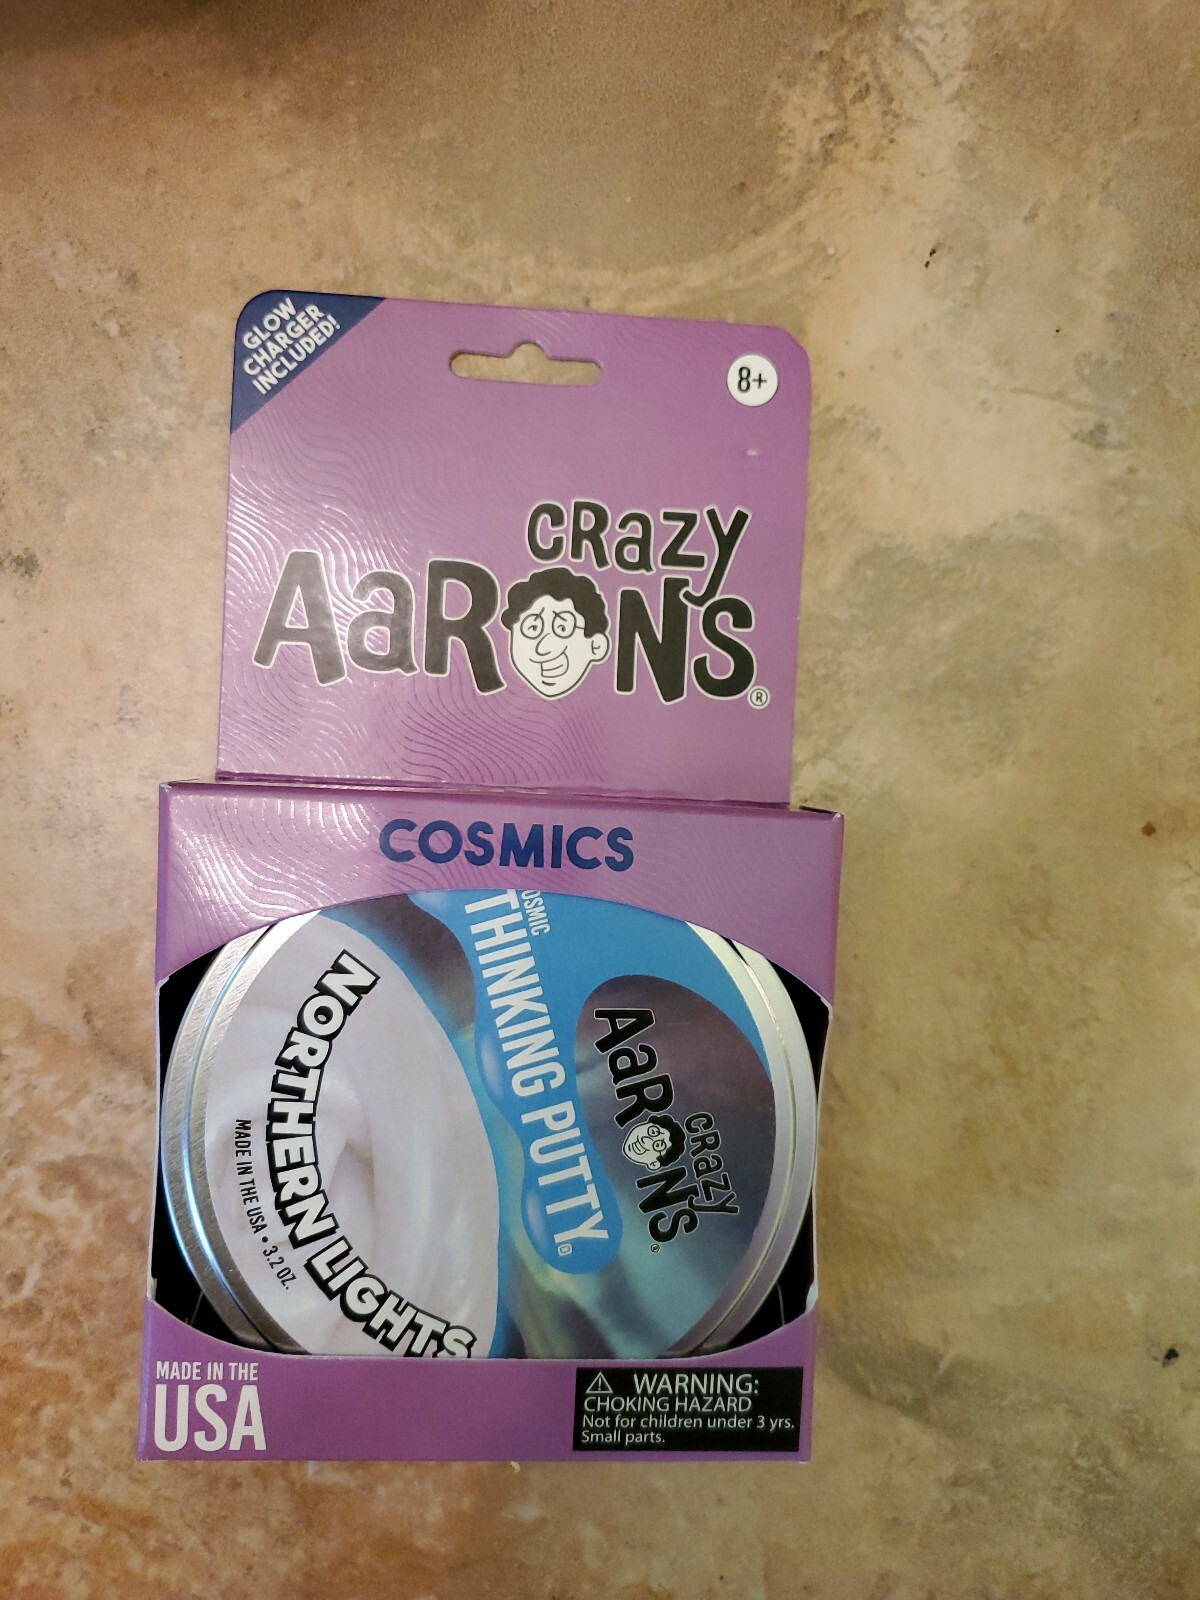 GLOW
CHARGER
INCLUDED!
8+
CRaZy
AaRONS®
COSMICS
OSMIC
THINKING PUTTY®
CRaZy
AaRONS®
NORTHERN LIGHTS
MADE IN THE USA • 3.2 OZ.
MADE IN THE
USA
WARNING:
CHOKING HAZARD
Not for children under 3 yrs.
Small parts.